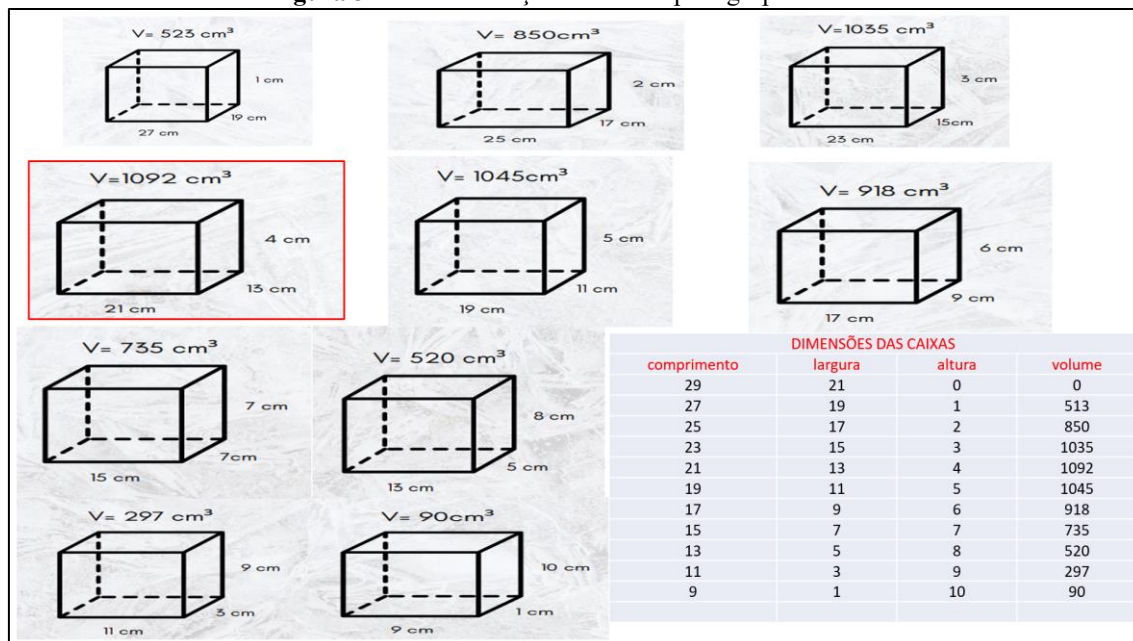 V= 523 cm³
1 cm
19 cm
27 cm
V= 850cm³
2 cm
17 cm
25 cm
V=1035 cm³
3 cm
15cm
23 cm
V=1092 cm³
4 cm
13 cm
21 cm
V= 1045cm³
5 cm
11 cm
19 cm
V= 918 cm³
6 cm
9 cm
17 cm
V= 735 cm³
7 cm
7cm
15 cm
V= 520 cm³
8 cm
5 cm
13 cm
V= 297 cm³
9 cm
3 cm
11 cm
V= 90cm³
10 cm
1 cm
9 cm
DIMENSÕES DAS CAIXAS
comprimento largura altura volume
29 21 0 0
27 19 1 513
25 17 2 850
23 15 3 1035
21 13 4 1092
19 11 5 1045
17 9 6 918
15 7 7 735
13 5 8 520
11 3 9 297
9 1 10 90